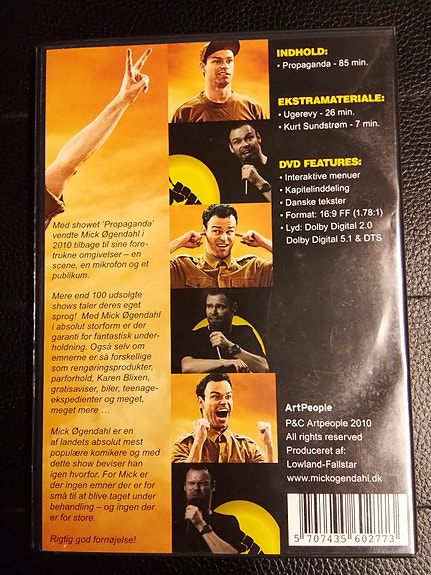 Med showet 'Propaganda'
vendte Mick Øgendahl i
2010 tilbage til sine fore-
trukne omgivelser – en
scene, en mikrofon og et
publikum.
Mere end 100 udsolgte
shows taler deres eget
sprog! Med Mick Øgendahl
i absolut storform er der
garanti for fantastisk under-
holdning. Også selv om
emnerne er så forskellige
som rengøringsprodukter,
parforhold, Karen Blixen,
gratisaviser, biler, teenage-
ekspedienter og meget,
meget mere ...
Mick Øgendahl er en
af landets absolut mest
populære komikere og med
dette show beviser han
igen hvorfor. For Mick er
der ingen emner der er for
små til at blive taget under
behandling – og ingen der
er for store.
Rigtig god fornøjelse!
INDHOLD:
• Propaganda - 85 min.
EKSTRAMATERIALE:
• Ugerevy - 26 min.
• Kurt Sundstrøm - 7 min.
DVD FEATURES:
• Interaktive menuer
• Kapitelinddeling
• Danske tekster
• Format: 16:9 FF (1.78:1)
• Lyd: Dolby Digital 2.0
Dolby Digital 5.1 & DTS
ArtPeople
P&C Artpeople 2010
All rights reserved
Produceret af:
Lowland-Fallstar
www.mickogendahl.dk
5 707435 602773